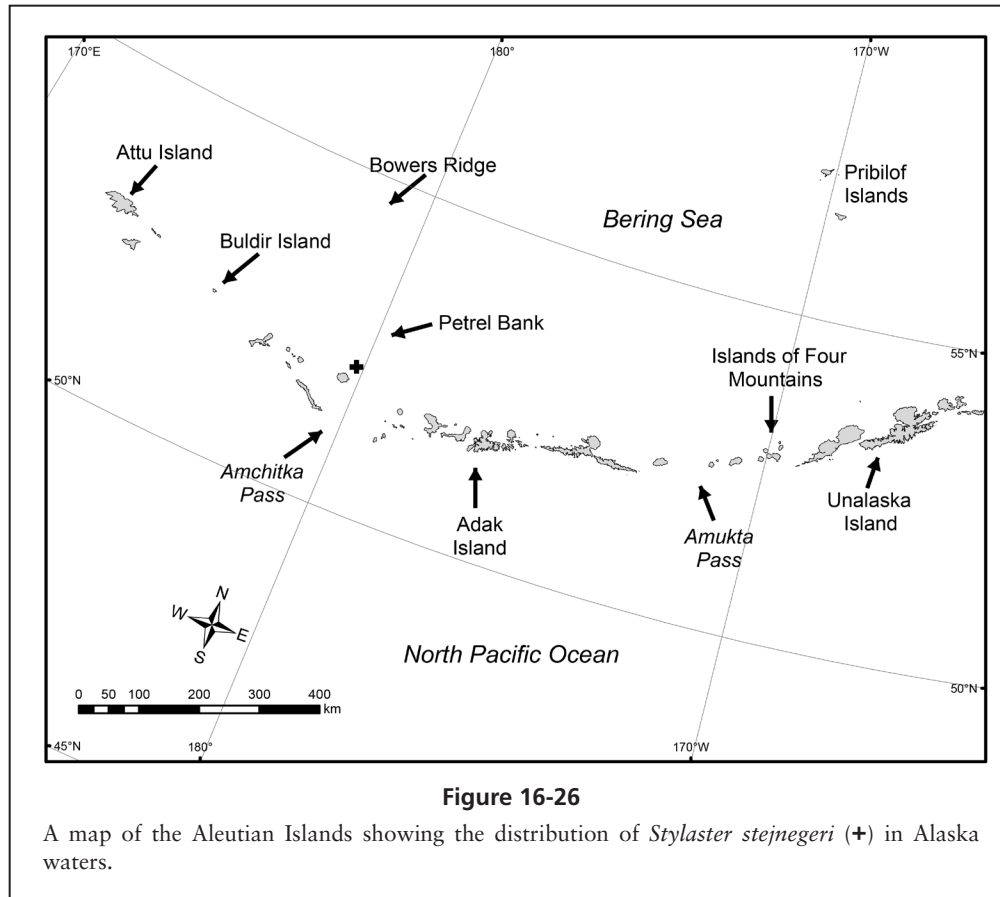 170°E
180°
170°W
Attu Island
Bowers Ridge
Pribilof
Islands
Bering Sea
Buldir Island
Petrel Bank
Islands of Four
Mountains
55°N
50°N
Amchitka
Pass
Adak
Island
Amukta
Pass
Unalaska
Island
N
W
E
S
North Pacific Ocean
50°N
0 50 100 200 300 400
km
45°N
180°
170°W
Figure 16-26
A map of the Aleutian Islands showing the distribution of Stylaster stejnegeri (+) in Alaska
waters.